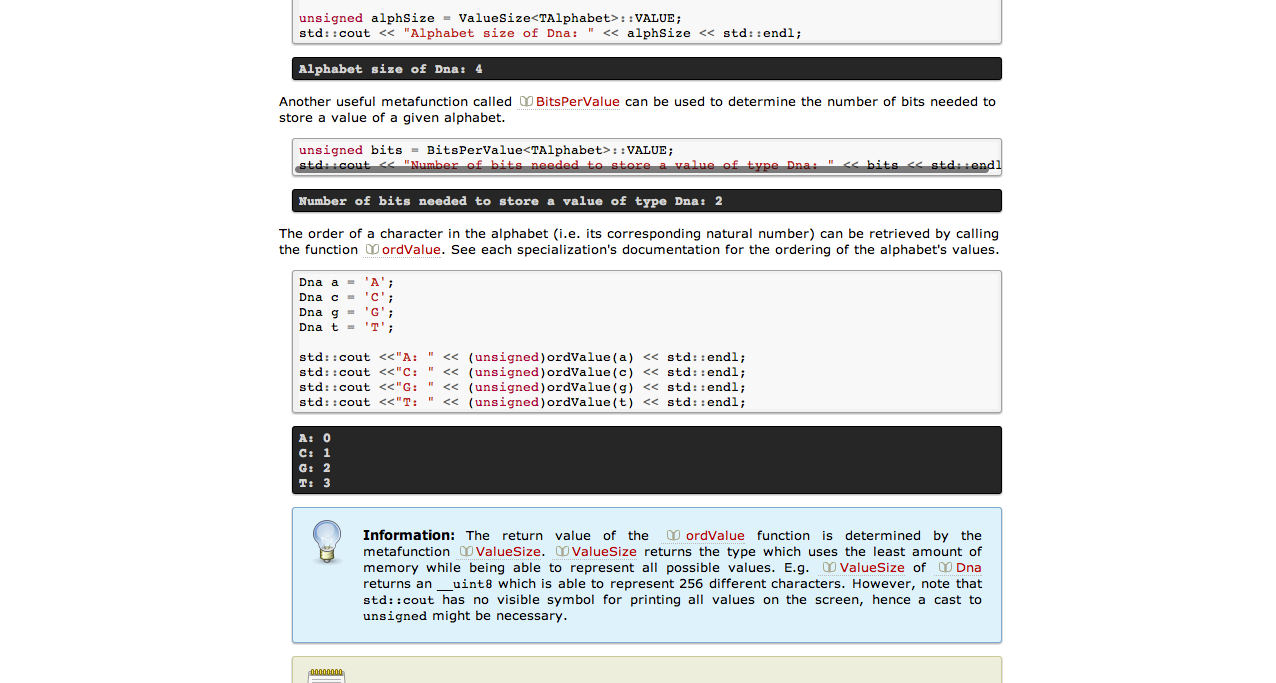 unsigned alphSize = ValueSize<TAlphabet>::VALUE;
std::cout << "Alphabet size of Dna: " << alphSize << std::endl;
Alphabet size of Dna: 4
Another useful metafunction called BitsPerValue can be used to determine the number of bits needed to
store a value of a given alphabet.
unsigned bits = BitsPerValue<TAlphabet>::VALUE;
std::cout << "Number of bits needed to store a value of type Dna: " << bits << std::endl
Number of bits needed to store a value of type Dna: 2
The order of a character in the alphabet (i.e. its corresponding natural number) can be retrieved by calling
the function ordValue. See each specialization's documentation for the ordering of the alphabet's values.
Dna a = 'A';
Dna c = 'C';
Dna g = 'G';
Dna t = 'T';
std::cout <<"A: " << (unsigned)ordValue(a) << std::endl;
std::cout <<"C: " << (unsigned)ordValue(c) << std::endl;
std::cout <<"G: " << (unsigned)ordValue(g) << std::endl;
std::cout <<"T: " << (unsigned)ordValue(t) << std::endl;
A: 0
C: 1
G: 2
T: 3
Information: The return value of the ordValue function is determined by the
metafunction ValueSize. ValueSize returns the type which uses the least amount of
memory while being able to represent all possible values. E.g. ValueSize of Dna
returns an __uint8 which is able to represent 256 different characters. However, note that
std::cout has no visible symbol for printing all values on the screen, hence a cast to
unsigned might be necessary.